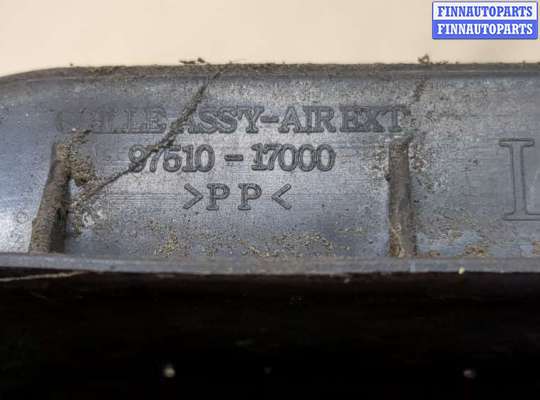 FINNAUTOPARTS
FINNAUTOPARTS
GRILLE ASSY-AIR EXT
97510-17000
>PP<
L